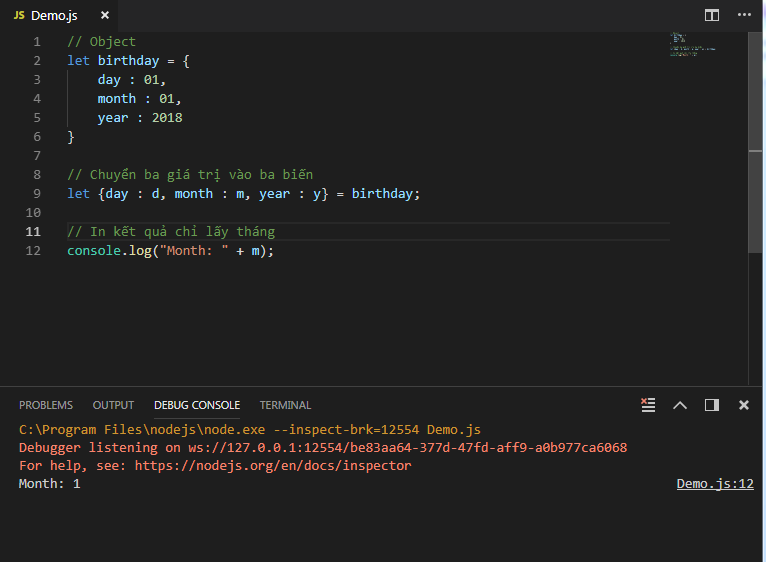 JS Demo.js
1 // Object
2 let birthday = {
3 day : 01,
4 month : 01,
5 year : 2018
6 }
7
8 // Chuyển ba giá trị vào ba biến
9 let {day : d, month : m, year : y} = birthday;
10
11 // In kết quả chỉ lấy tháng
12 console.log("Month: " + m);
PROBLEMS OUTPUT DEBUG CONSOLE TERMINAL
C:\Program Files\nodejs\node.exe --inspect-brk=12554 Demo.js
Debugger listening on ws://127.0.0.1:12554/be83aa64-377d-47fd-aff9-a0b977ca6068
For help, see: https://nodejs.org/en/docs/inspector
Month: 1 Demo.js:12